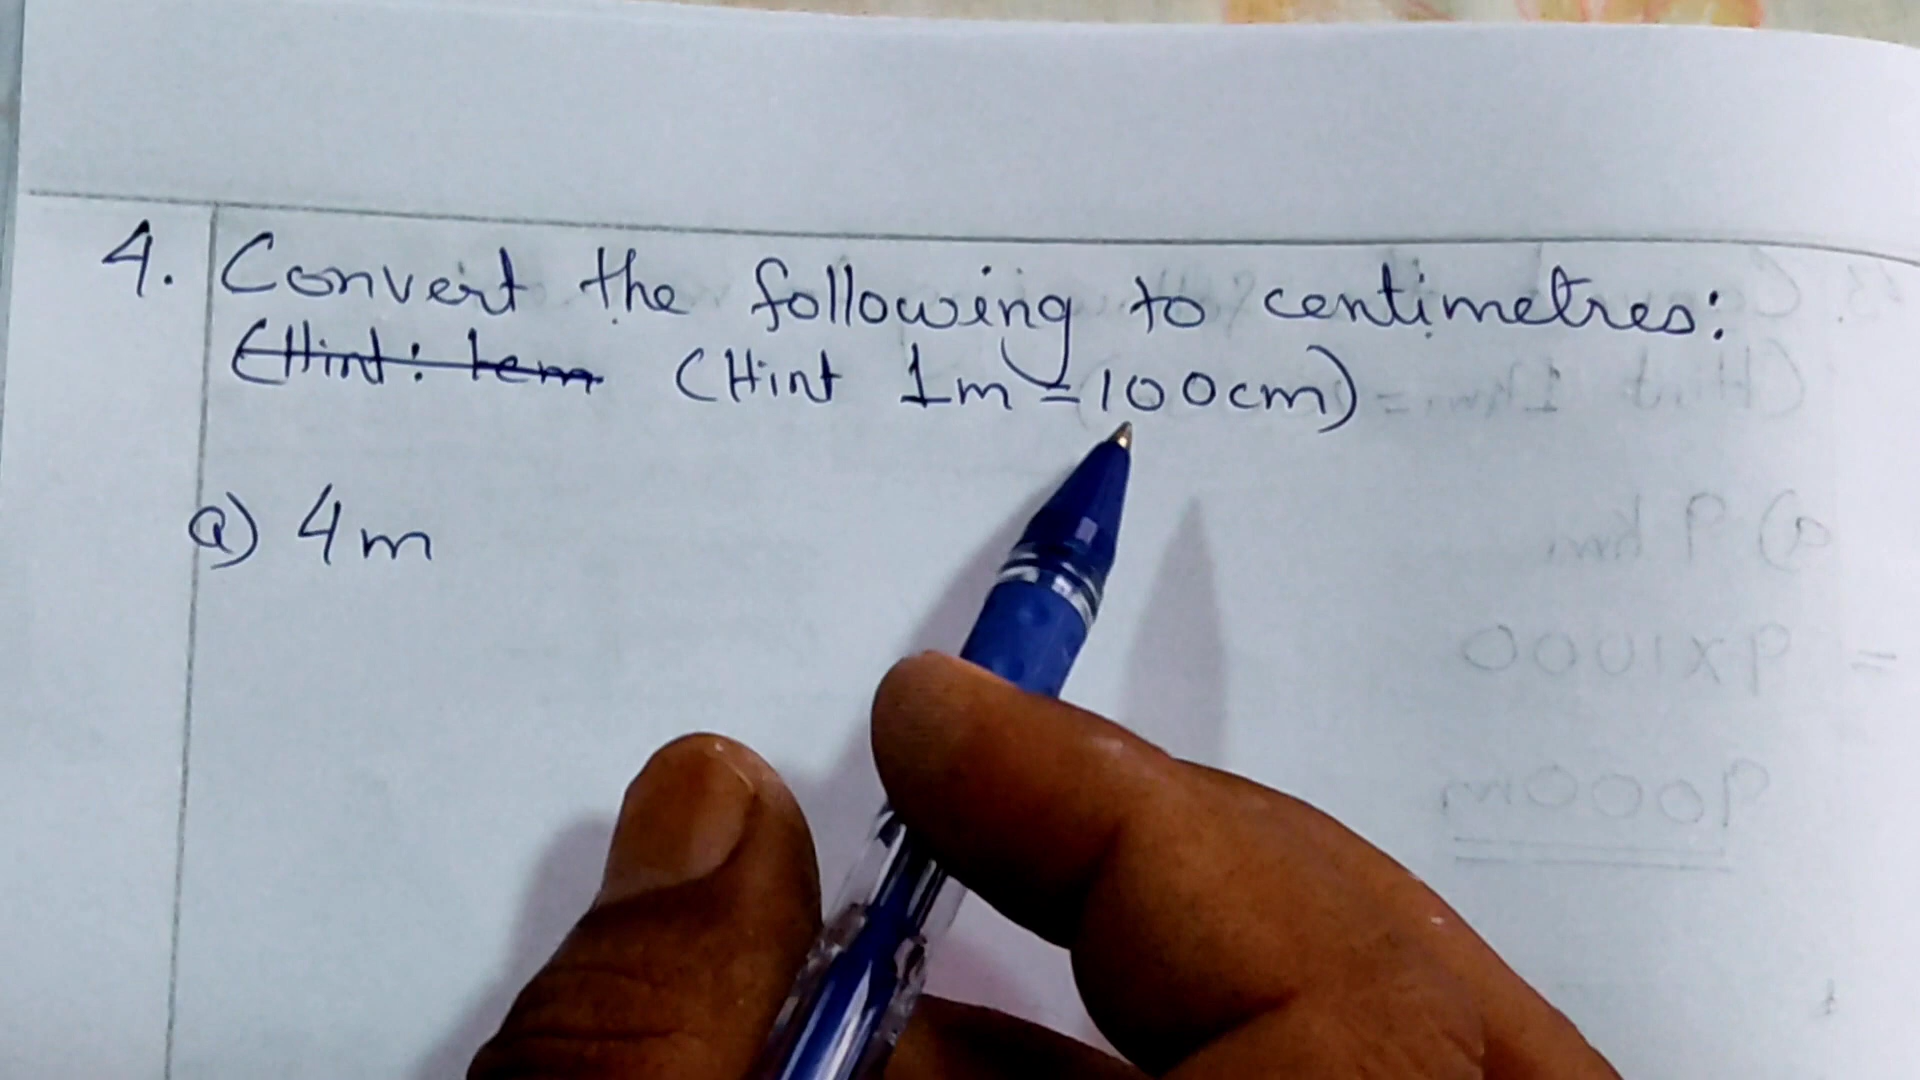 4. Convert the following to centimetres:
(Hint: 1cm (Hint 1m = 100cm)
a) 4m